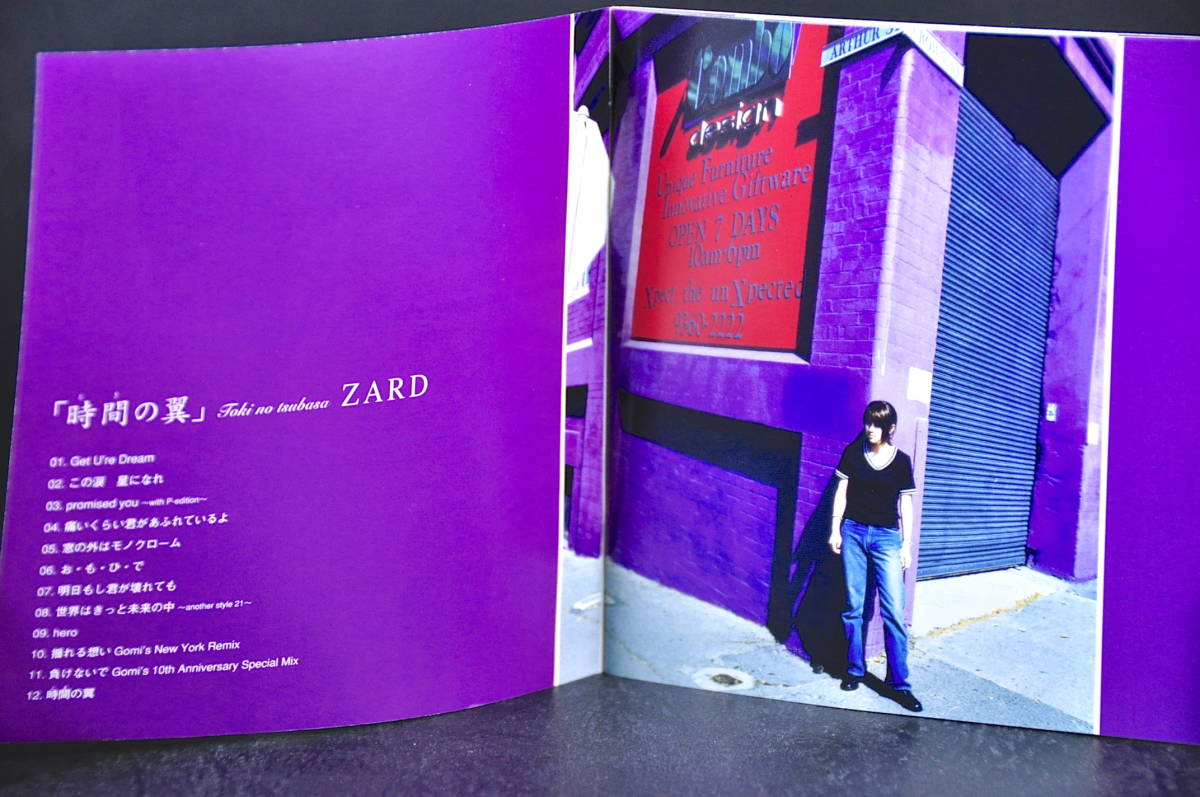 「時間の翼」 Toki no tsubasa ZARD
01. Get U're Dream
02. この涙 星になれ
03. promised you ～with P-edition～
04. 痛いくらい君があふれているよ
05. 窓の外はモノクローム
06. お・も・ひ・で
07. 明日もし君が壊れても
08. 世界はきっと未来の中 ～another style 21～
09. hero
10. 揺れる想い Gomi's New York Remix
11. 負けないで Gomi's 10th Anniversary Special Mix
12. 時間の翼
ARTHUR
design
Unique Furniture
Innovative Giftware
OPEN 7 DAYS
10am-6pm
Xpect the unXpected
9360-2222